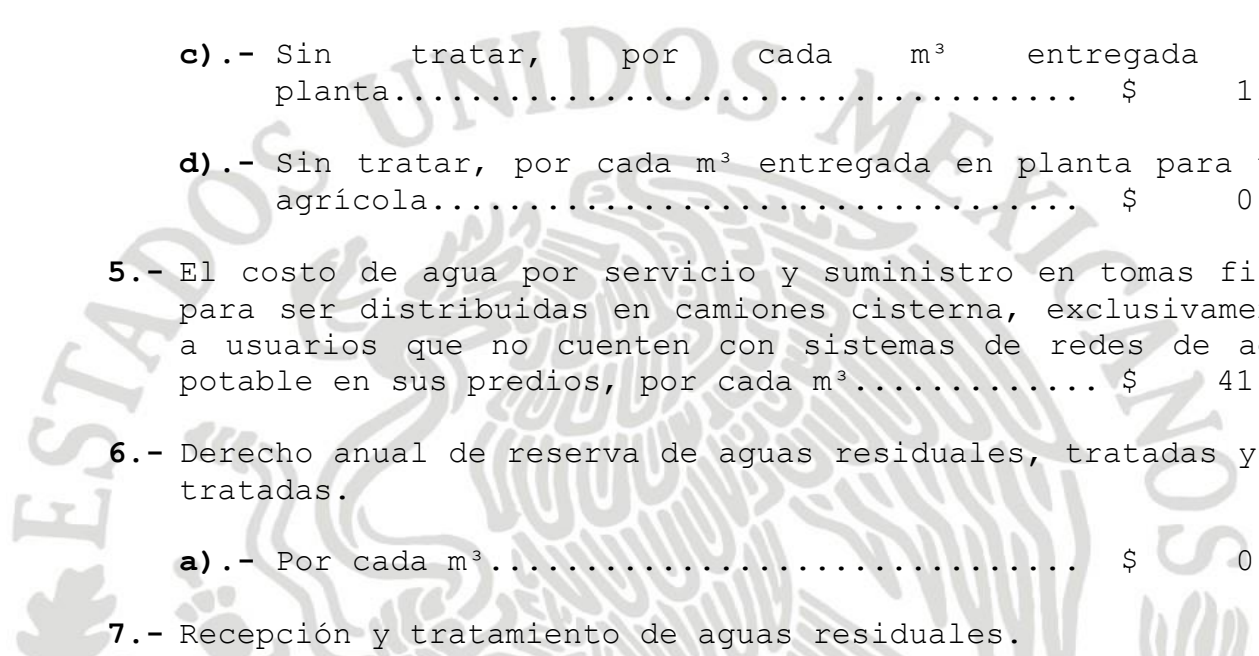 c).- Sin tratar, por cada m³ entregada
planta................................... $ 1
d).- Sin tratar, por cada m³ entregada en planta para
agrícola................................. $ 0
5.- El costo de agua por servicio y suministro en tomas fi
para ser distribuidas en camiones cisterna, exclusivame
a usuarios que no cuenten con sistemas de redes de a
potable en sus predios, por cada m³............. $ 41
6.- Derecho anual de reserva de aguas residuales, tratadas y
tratadas.
a).- Por cada m³.............................. $ 0
7.- Recepción y tratamiento de aguas residuales.
ESTADOS UNIDOS MEXICANOS